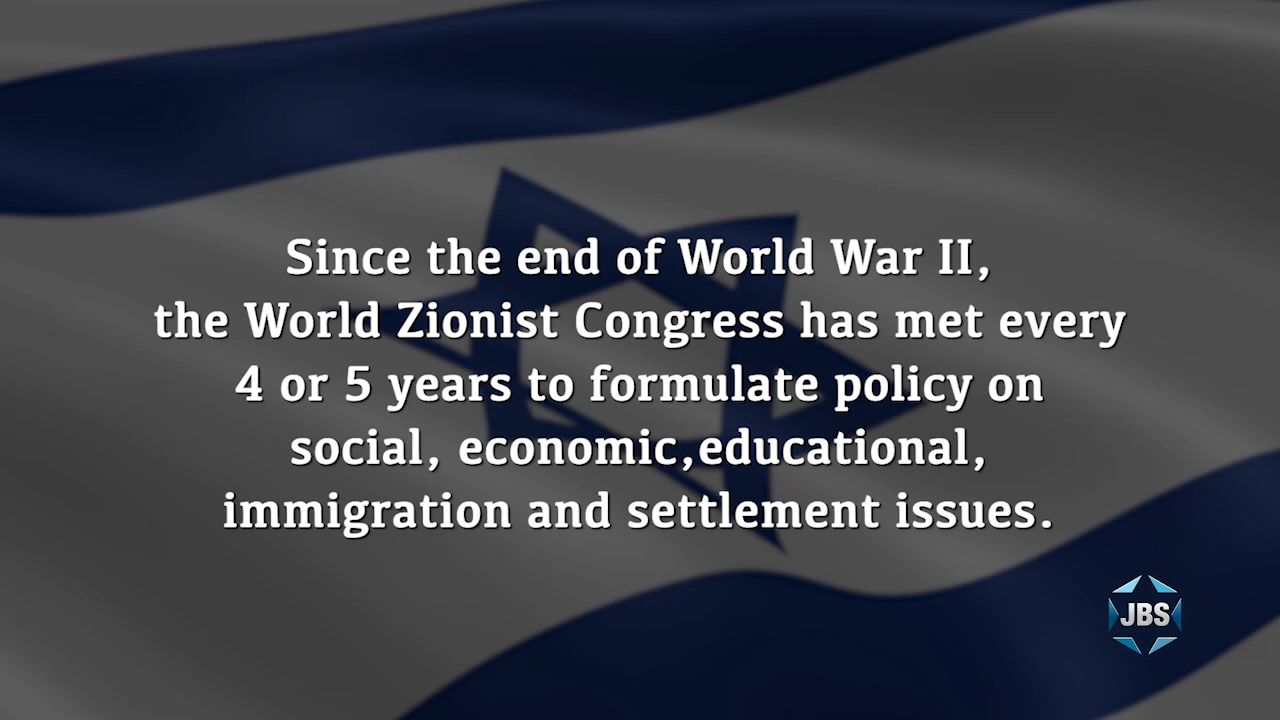 Since the end of World War II,
the World Zionist Congress has met every
4 or 5 years to formulate policy on
social, economic,educational,
immigration and settlement issues.
JBS